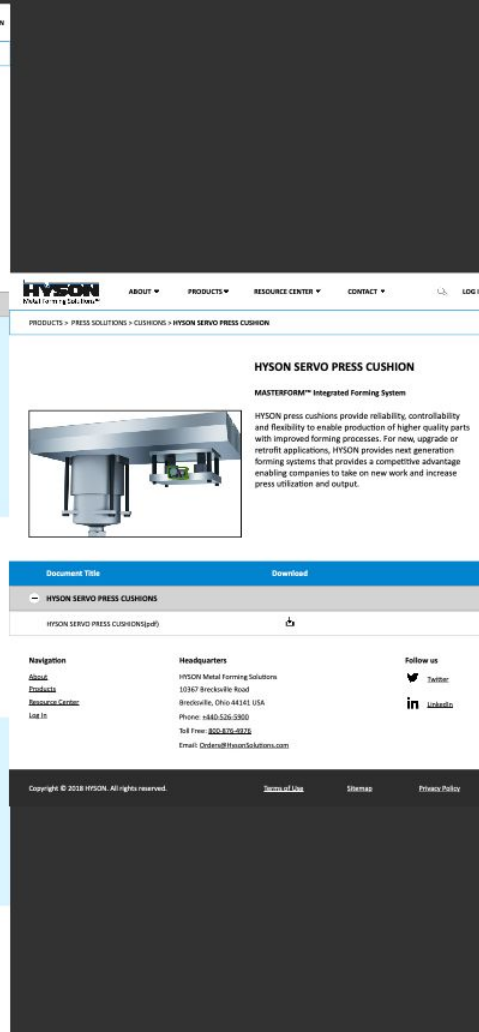 HYSON
Metal Forming Solutions™
ABOUT PRODUCTS RESOURCE CENTER CONTACT LOG I
PRODUCTS > PRESS SOLUTIONS > CUSHIONS > HYSON SERVO PRESS CUSHION
HYSON SERVO PRESS CUSHION
MASTERFORM™ Integrated Forming System
HYSON press cushions provide reliability, controllability
and flexibility to enable production of higher quality parts
with improved forming processes. For new, upgrade or
retrofit applications, HYSON provides next generation
forming systems that provides a competitive advantage
enabling companies to take on new work and increase
press utilization and output.
Document Title Download
HYSON SERVO PRESS CUSHIONS
HYSON SERVO PRESS CUSHIONS(pdf)
Navigation
About
Products
Resource Center
Log In
Headquarters
HYSON Metal Forming Solutions
10367 Brecksville Road
Brecksville, Ohio 44141 USA
Phone: +440-526-5900
Toll Free: 800-876-4976
Email: Orders@HysonSolutions.com
Follow us
Twitter
LinkedIn
Copyright © 2018 HYSON. All rights reserved. Terms of Use Sitemap Privacy Policy